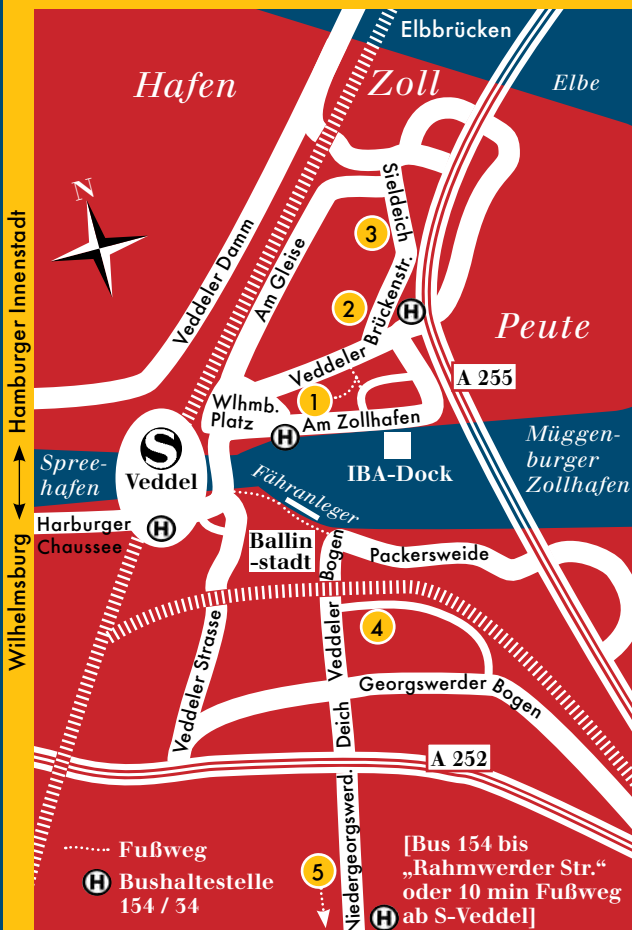 Elbbrücken
Hafen
Zoll
Elbe
N
Sieldeich
3
Veddeler Damm
Am Gleise
2
Veddeler Brückenstr.
H
Peute
A 255
1
Wlhmb.
Platz
Am Zollhafen
H
S
Veddel
Spree-
hafen
IBA-Dock
Müggen-
burger
Zollhafen
Fähranleger
Harburger
Chaussee
H
Ballin
-stadt
Packersweide
Veddeler Bogen
4
Veddeler Strasse
Georgswerder Bogen
A 252
Niedergeorgswerd. Deich
Fußweg
H
Bushaltestelle
154 / 34
5
[Bus 154 bis
„Rahmwerder Str.“
oder 10 min Fußweg
H
ab S-Veddel]
Wilhelmsburg ⟷ Hamburger Innenstadt